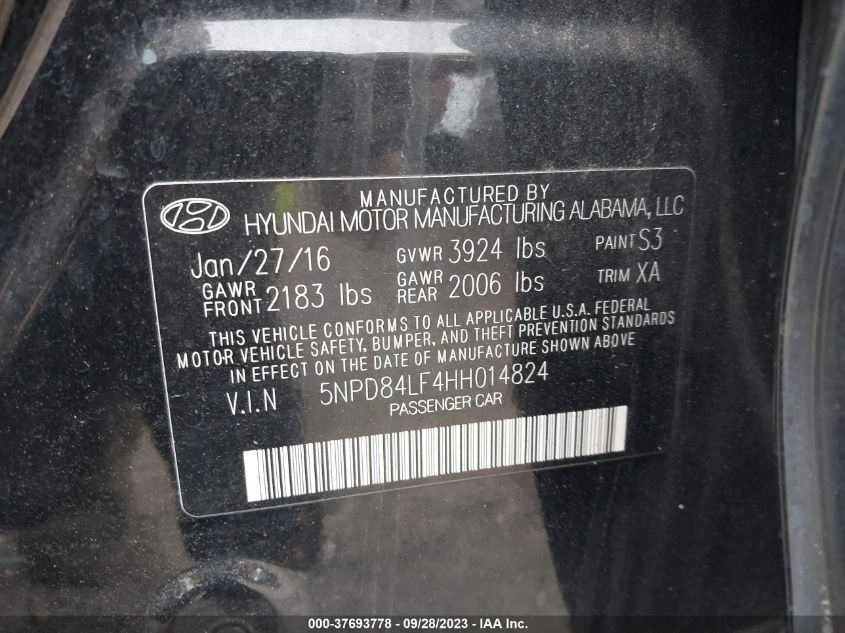 MANUFACTURED BY
HYUNDAI MOTOR MANUFACTURING ALABAMA, LLC
Jan/27/16 GVWR 3924 lbs PAINT S3
GAWR FRONT 2183 lbs GAWR REAR 2006 lbs TRIM XA
THIS VEHICLE CONFORMS TO ALL APPLICABLE U.S.A. FEDERAL
MOTOR VEHICLE SAFETY, BUMPER, AND THEFT PREVENTION STANDARDS
IN EFFECT ON THE DATE OF MANUFACTURE SHOWN ABOVE.
V.I.N 5NPD84LF4HH014824
PASSENGER CAR
000-37693778 - 09/28/2023 - © IAA Inc.